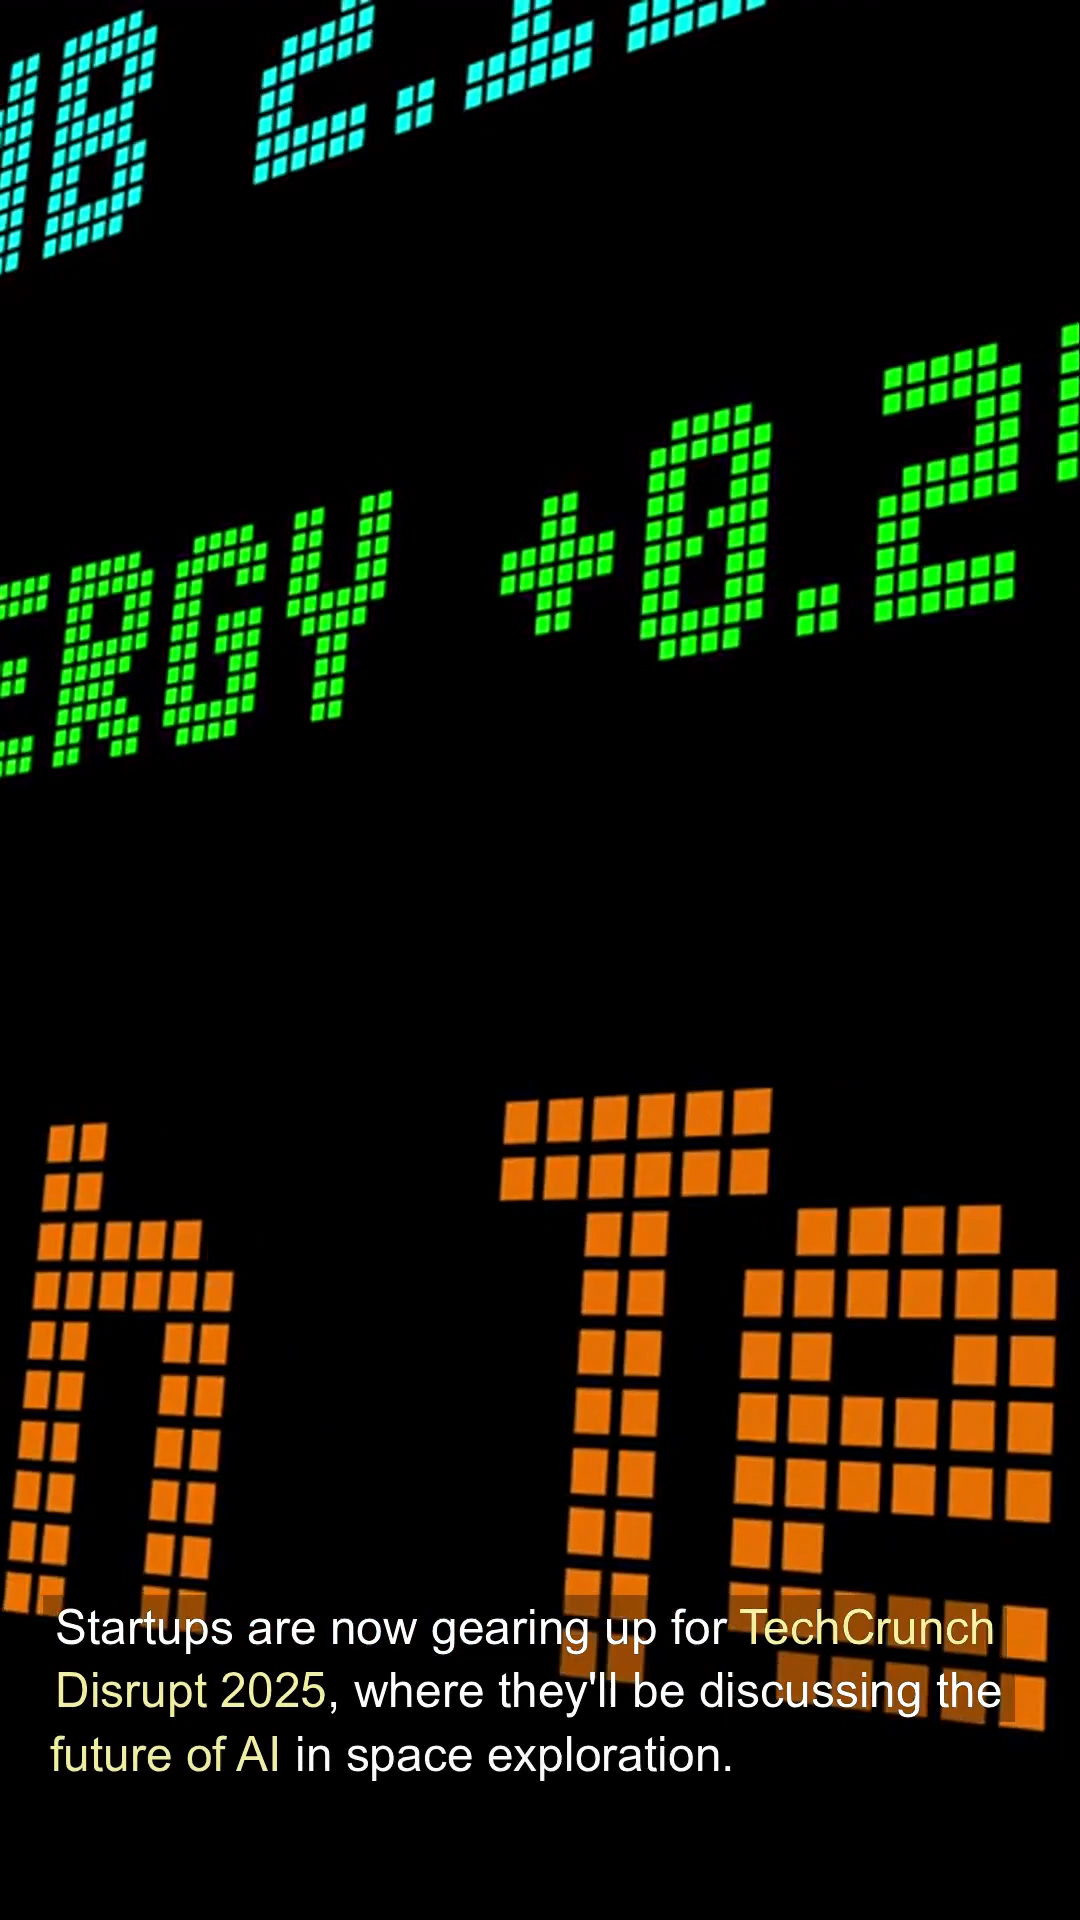 ERGY +0.2
Te
Startups are now gearing up for TechCrunch
Disrupt 2025, where they'll be discussing the
future of AI in space exploration.